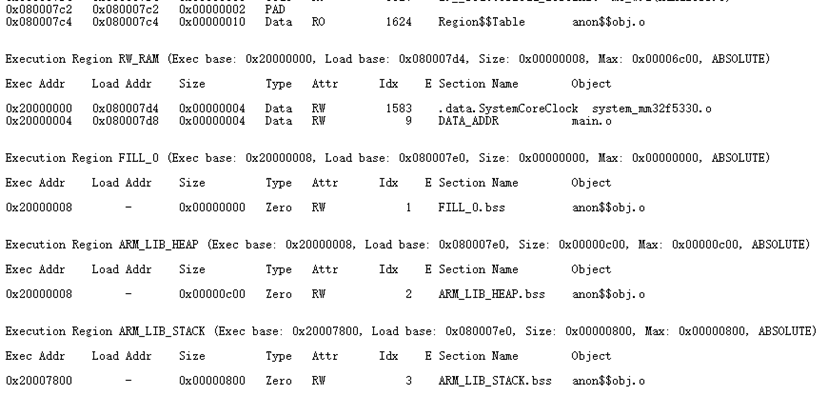 0x080007c2 0x080007c2 0x00000002 PAD
0x080007c4 0x080007c4 0x00000010 Data RO 1624 Region$$Table anon$$obj.o
Execution Region RW_RAM (Exec base: 0x20000000, Load base: 0x080007d4, Size: 0x00000008, Max: 0x00006c00, ABSOLUTE)
Exec Addr Load Addr Size Type Attr Idx E Section Name Object
0x20000000 0x080007d4 0x00000004 Data RW 1583 .data.SystemCoreClock system_mm32f5330.o
0x20000004 0x080007d8 0x00000004 Data RW 9 DATA_ADDR main.o
Execution Region FILL_0 (Exec base: 0x20000008, Load base: 0x080007e0, Size: 0x00000000, Max: 0x00000000, ABSOLUTE)
Exec Addr Load Addr Size Type Attr Idx E Section Name Object
0x20000008 - 0x00000000 Zero RW 1 FILL_0.bss anon$$obj.o
Execution Region ARM_LIB_HEAP (Exec base: 0x20000008, Load base: 0x080007e0, Size: 0x00000c00, Max: 0x00000c00, ABSOLUTE)
Exec Addr Load Addr Size Type Attr Idx E Section Name Object
0x20000008 - 0x00000c00 Zero RW 2 ARM_LIB_HEAP.bss anon$$obj.o
Execution Region ARM_LIB_STACK (Exec base: 0x20007800, Load base: 0x080007e0, Size: 0x00000800, Max: 0x00000800, ABSOLUTE)
Exec Addr Load Addr Size Type Attr Idx E Section Name Object
0x20007800 - 0x00000800 Zero RW 3 ARM_LIB_STACK.bss anon$$obj.o